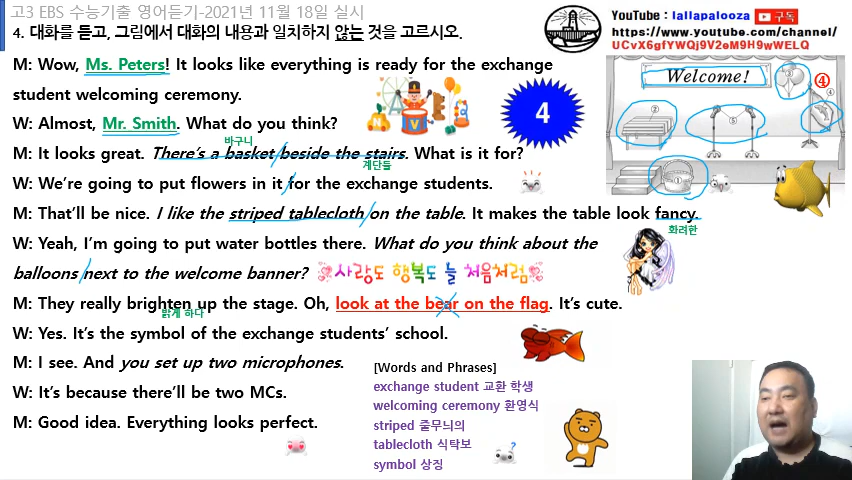 고3 EBS 수능기출 영어듣기-2021년 11월 18일 실시
4. 대화를 듣고, 그림에서 대화의 내용과 일치하지 않는 것을 고르시오.
YouTube : lallapalooza 구독
https://www.youtube.com/channel/
UCvX6gfYWQj9V2eM9H9wWELQ
M: Wow, Ms. Peters! It looks like everything is ready for the exchange
student welcoming ceremony.
W: Almost, Mr. Smith. What do you think?
바구니
M: It looks great. There's a basket beside the stairs. What is it for?
계단들
W: We're going to put flowers in it for the exchange students.
M: That'll be nice. I like the striped tablecloth on the table. It makes the table look fancy.
화려한
W: Yeah, I'm going to put water bottles there. What do you think about the
balloons next to the welcome banner?
사랑도 행복도 늘 처음처럼
M: They really brighten up the stage. Oh, look at the bear on the flag. It's cute.
밝게 하다
W: Yes. It's the symbol of the exchange students' school.
M: I see. And you set up two microphones.
W: It's because there'll be two MCs.
M: Good idea. Everything looks perfect.
[Words and Phrases]
exchange student 교환 학생
welcoming ceremony 환영식
striped 줄무늬의
tablecloth 식탁보
symbol 상징
4
Welcome!
③
④
④
②
⑤
①